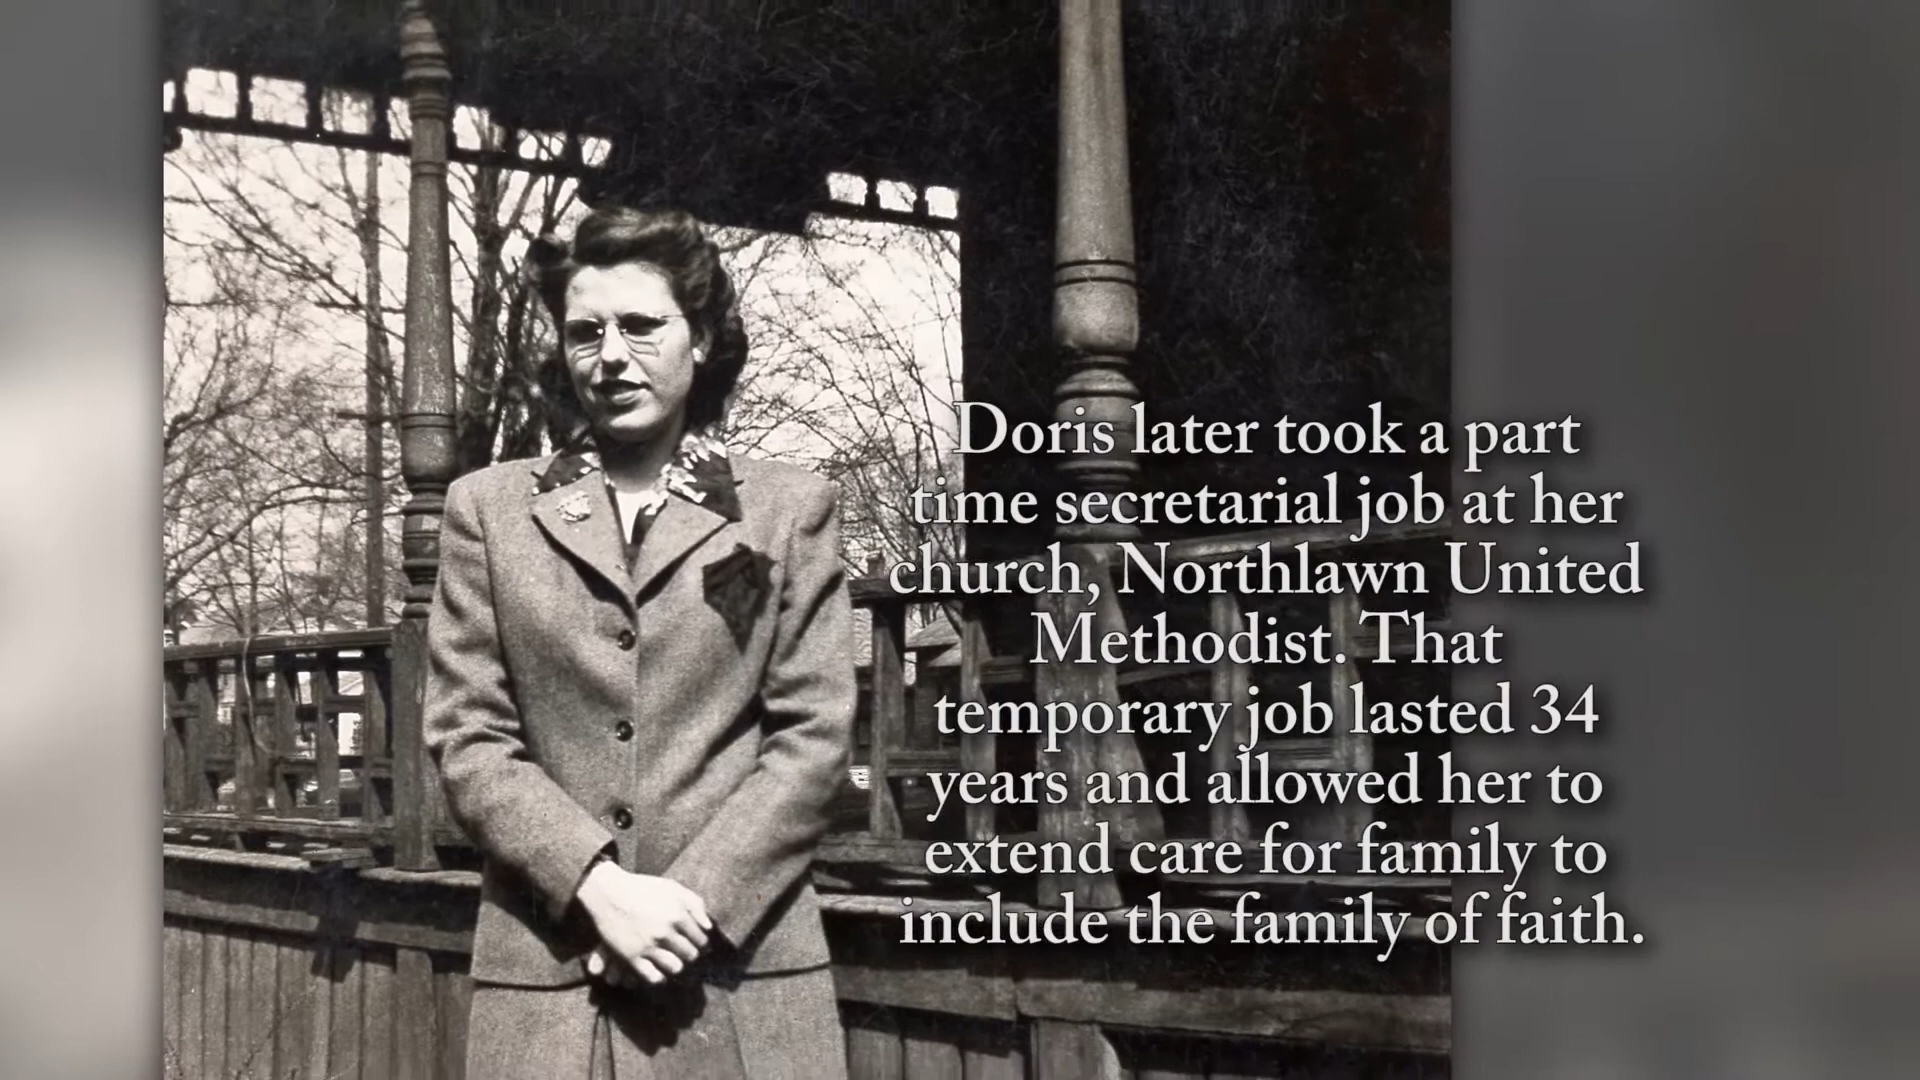 Doris later took a part
time secretarial job at her
church, Northlawn United
Methodist. That
temporary job lasted 34
years and allowed her to
extend care for family to
include the family of faith.